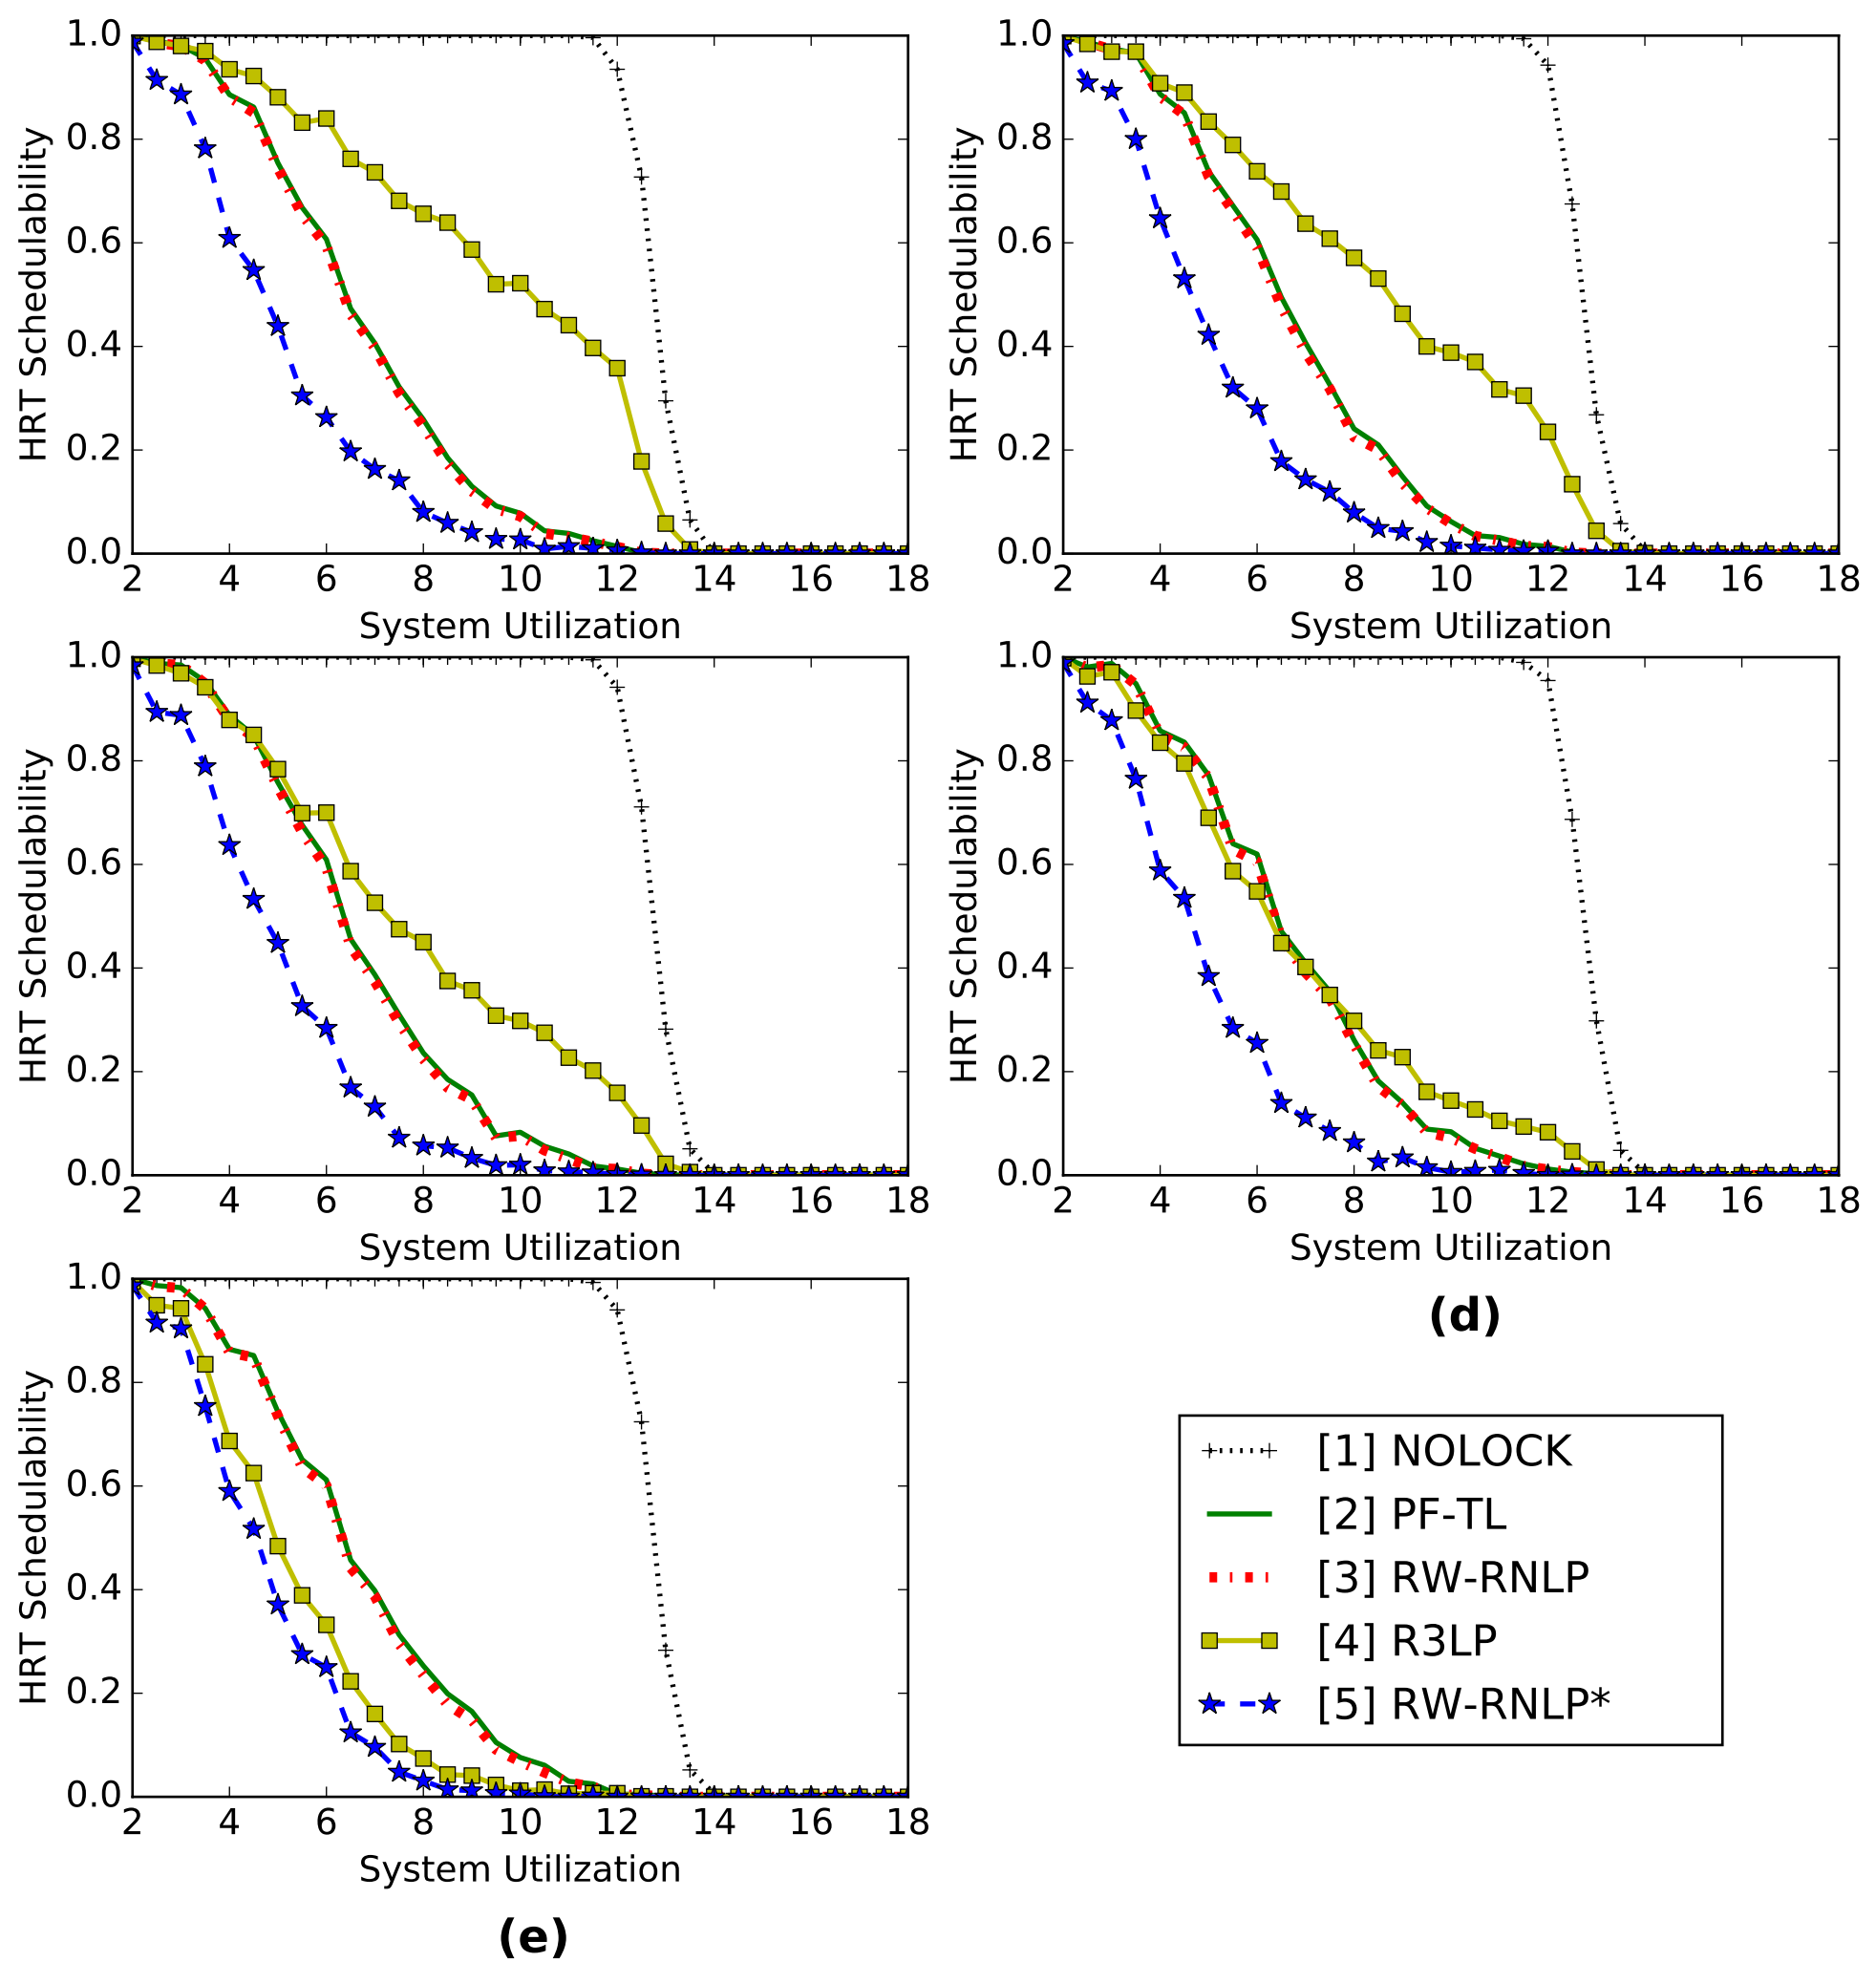 1.0
0.8
0.6
0.4
0.2
0.0
HRT Schedulability
2 4 6 8 10 12 14 16 18
System Utilization
1.0
0.8
0.6
0.4
0.2
0.0
HRT Schedulability
2 4 6 8 10 12 14 16 18
System Utilization
1.0
0.8
0.6
0.4
0.2
0.0
HRT Schedulability
2 4 6 8 10 12 14 16 18
System Utilization
1.0
0.8
0.6
0.4
0.2
0.0
HRT Schedulability
2 4 6 8 10 12 14 16 18
System Utilization
(d)
1.0
0.8
0.6
0.4
0.2
0.0
HRT Schedulability
2 4 6 8 10 12 14 16 18
System Utilization
(e)
[1] NOLOCK
[2] PF-TL
[3] RW-RNLP
[4] R3LP
[5] RW-RNLP*